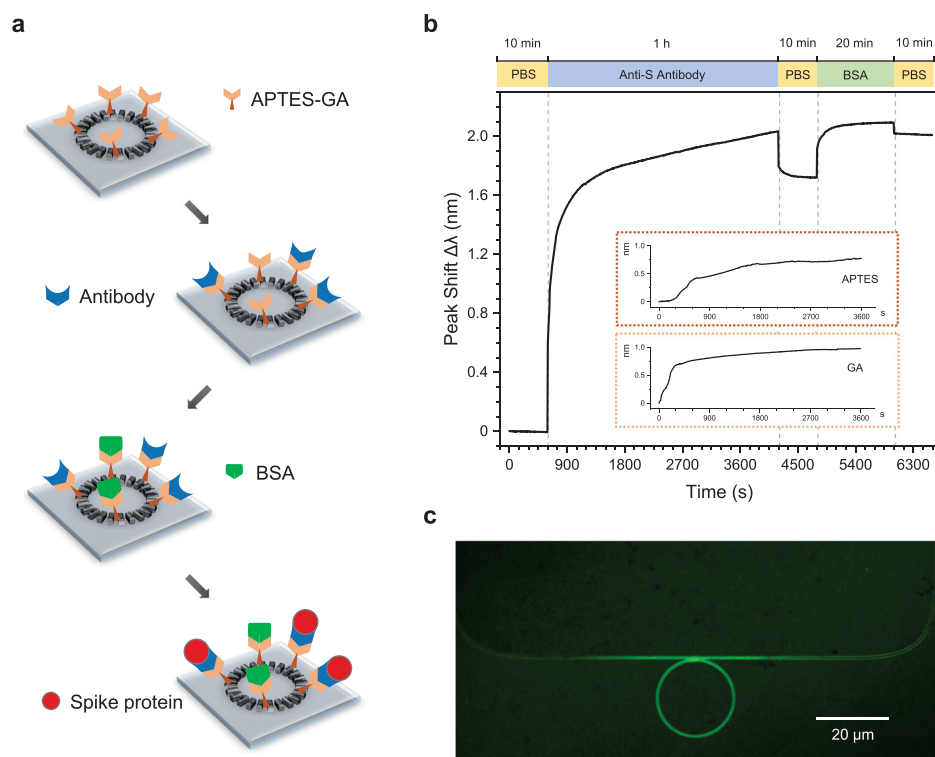 a
APTES-GA
Antibody
BSA
Spike protein
b
10 min 1 h 10 min 20 min 10 min
PBS Anti-S Antibody PBS BSA PBS
Peak Shift Δλ (nm)
2.0
1.6
1.2
0.8
0.4
0
nm
1.0
0.5
0
APTES
0 900 1800 2700 3600 s
nm
1.0
0.5
0
GA
0 900 1800 2700 3600 s
0 900 1800 2700 3600 4500 5400 6300
Time (s)
c
20 μm